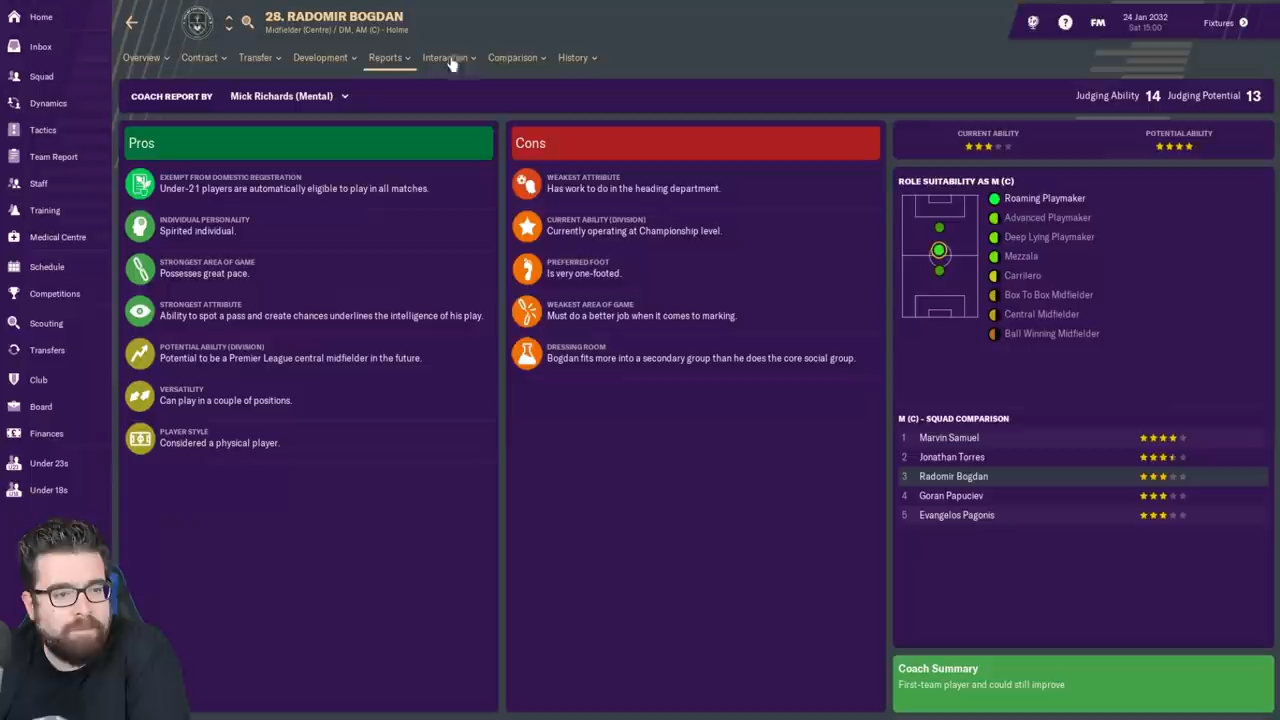 Home
Inbox
Squad
Dynamics
Tactics
Team Report
Staff
Training
Medical Centre
Schedule
Competitions
Scouting
Transfers
Club
Board
Finances
Under 23s
Under 18s
28. RADOMIR BOGDAN
Midfielder (Centre) / DM, AM (C) - Holme
FM
24 Jan 2032
Sat 15:00
Fixtures
Overview
Contract
Transfer
Development
Reports
Comparison
History
COACH REPORT BY
Mick Richards (Mental)
Judging Ability 14
Judging Potential 13
Pros
EXEMPT FROM DOMESTIC REGISTRATION
Under-21 players are automatically eligible to play in all matches.
INDIVIDUAL PERSONALITY
Spirited individual.
STRONGEST AREA OF GAME
Possesses great pace.
STRONGEST ATTRIBUTE
Ability to spot a pass and create chances underlines the intelligence of his play.
POTENTIAL ABILITY (DIVISION)
Potential to be a Premier League central midfielder in the future.
VERSATILITY
Can play in a couple of positions.
PLAYER STYLE
Considered a physical player.
Cons
WEAKEST ATTRIBUTE
Has work to do in the heading department.
CURRENT ABILITY (DIVISION)
Currently operating at Championship level.
PREFERRED FOOT
Is very one-footed.
WEAKEST AREA OF GAME
Must do a better job when it comes to marking.
DRESSING ROOM
Bogdan fits more into a secondary group than he does the core social group.
CURRENT ABILITY
POTENTIAL ABILITY
ROLE SUITABILITY AS M (C)
Roaming Playmaker
Advanced Playmaker
Deep Lying Playmaker
Mezzala
Carrilero
Box To Box Midfielder
Central Midfielder
Ball Winning Midfielder
M (C) - SQUAD COMPARISON
1 Marvin Samuel
2 Jonathan Torres
3 Radomir Bogdan
4 Goran Papuciev
5 Evangelos Pagonis
Coach Summary
First-team player and could still improve